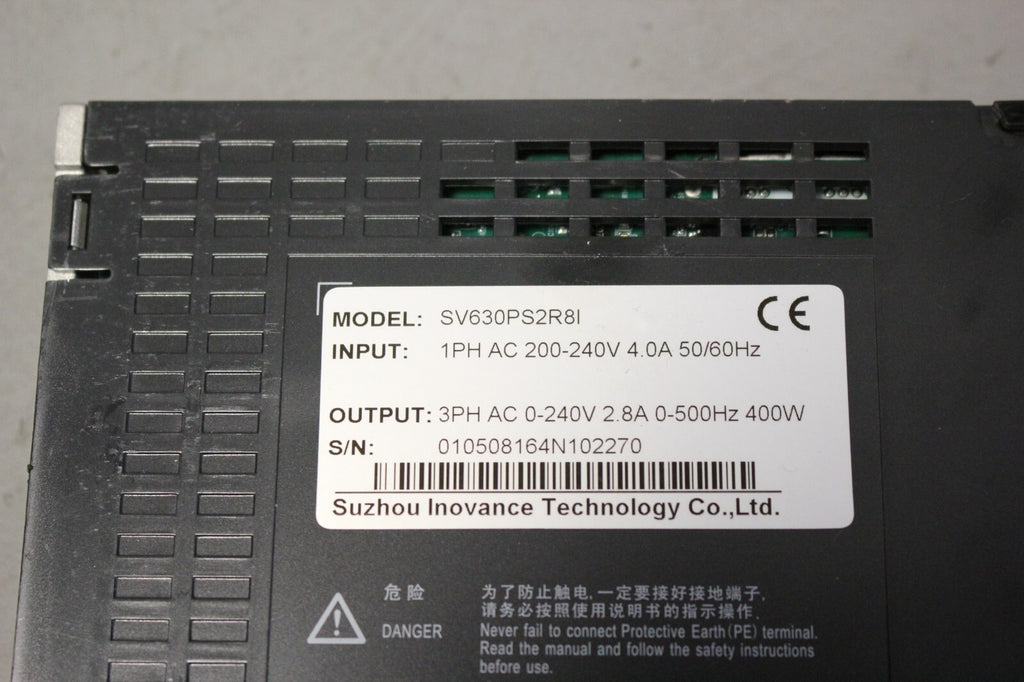 MODEL: SV630PS2R8I
CE
INPUT: 1PH AC 200-240V 4.0A 50/60Hz
OUTPUT: 3PH AC 0-240V 2.8A 0-500Hz 400W
S/N: 010508164N102270
Suzhou Inovance Technology Co.,Ltd.
危险
DANGER
为了防止触电,一定要接好接地端子,
请务必按照使用说明书的指示操作.
Never fail to connect Protective Earth(PE) terminal.
Read the manual and follow the safety instructions
before use.